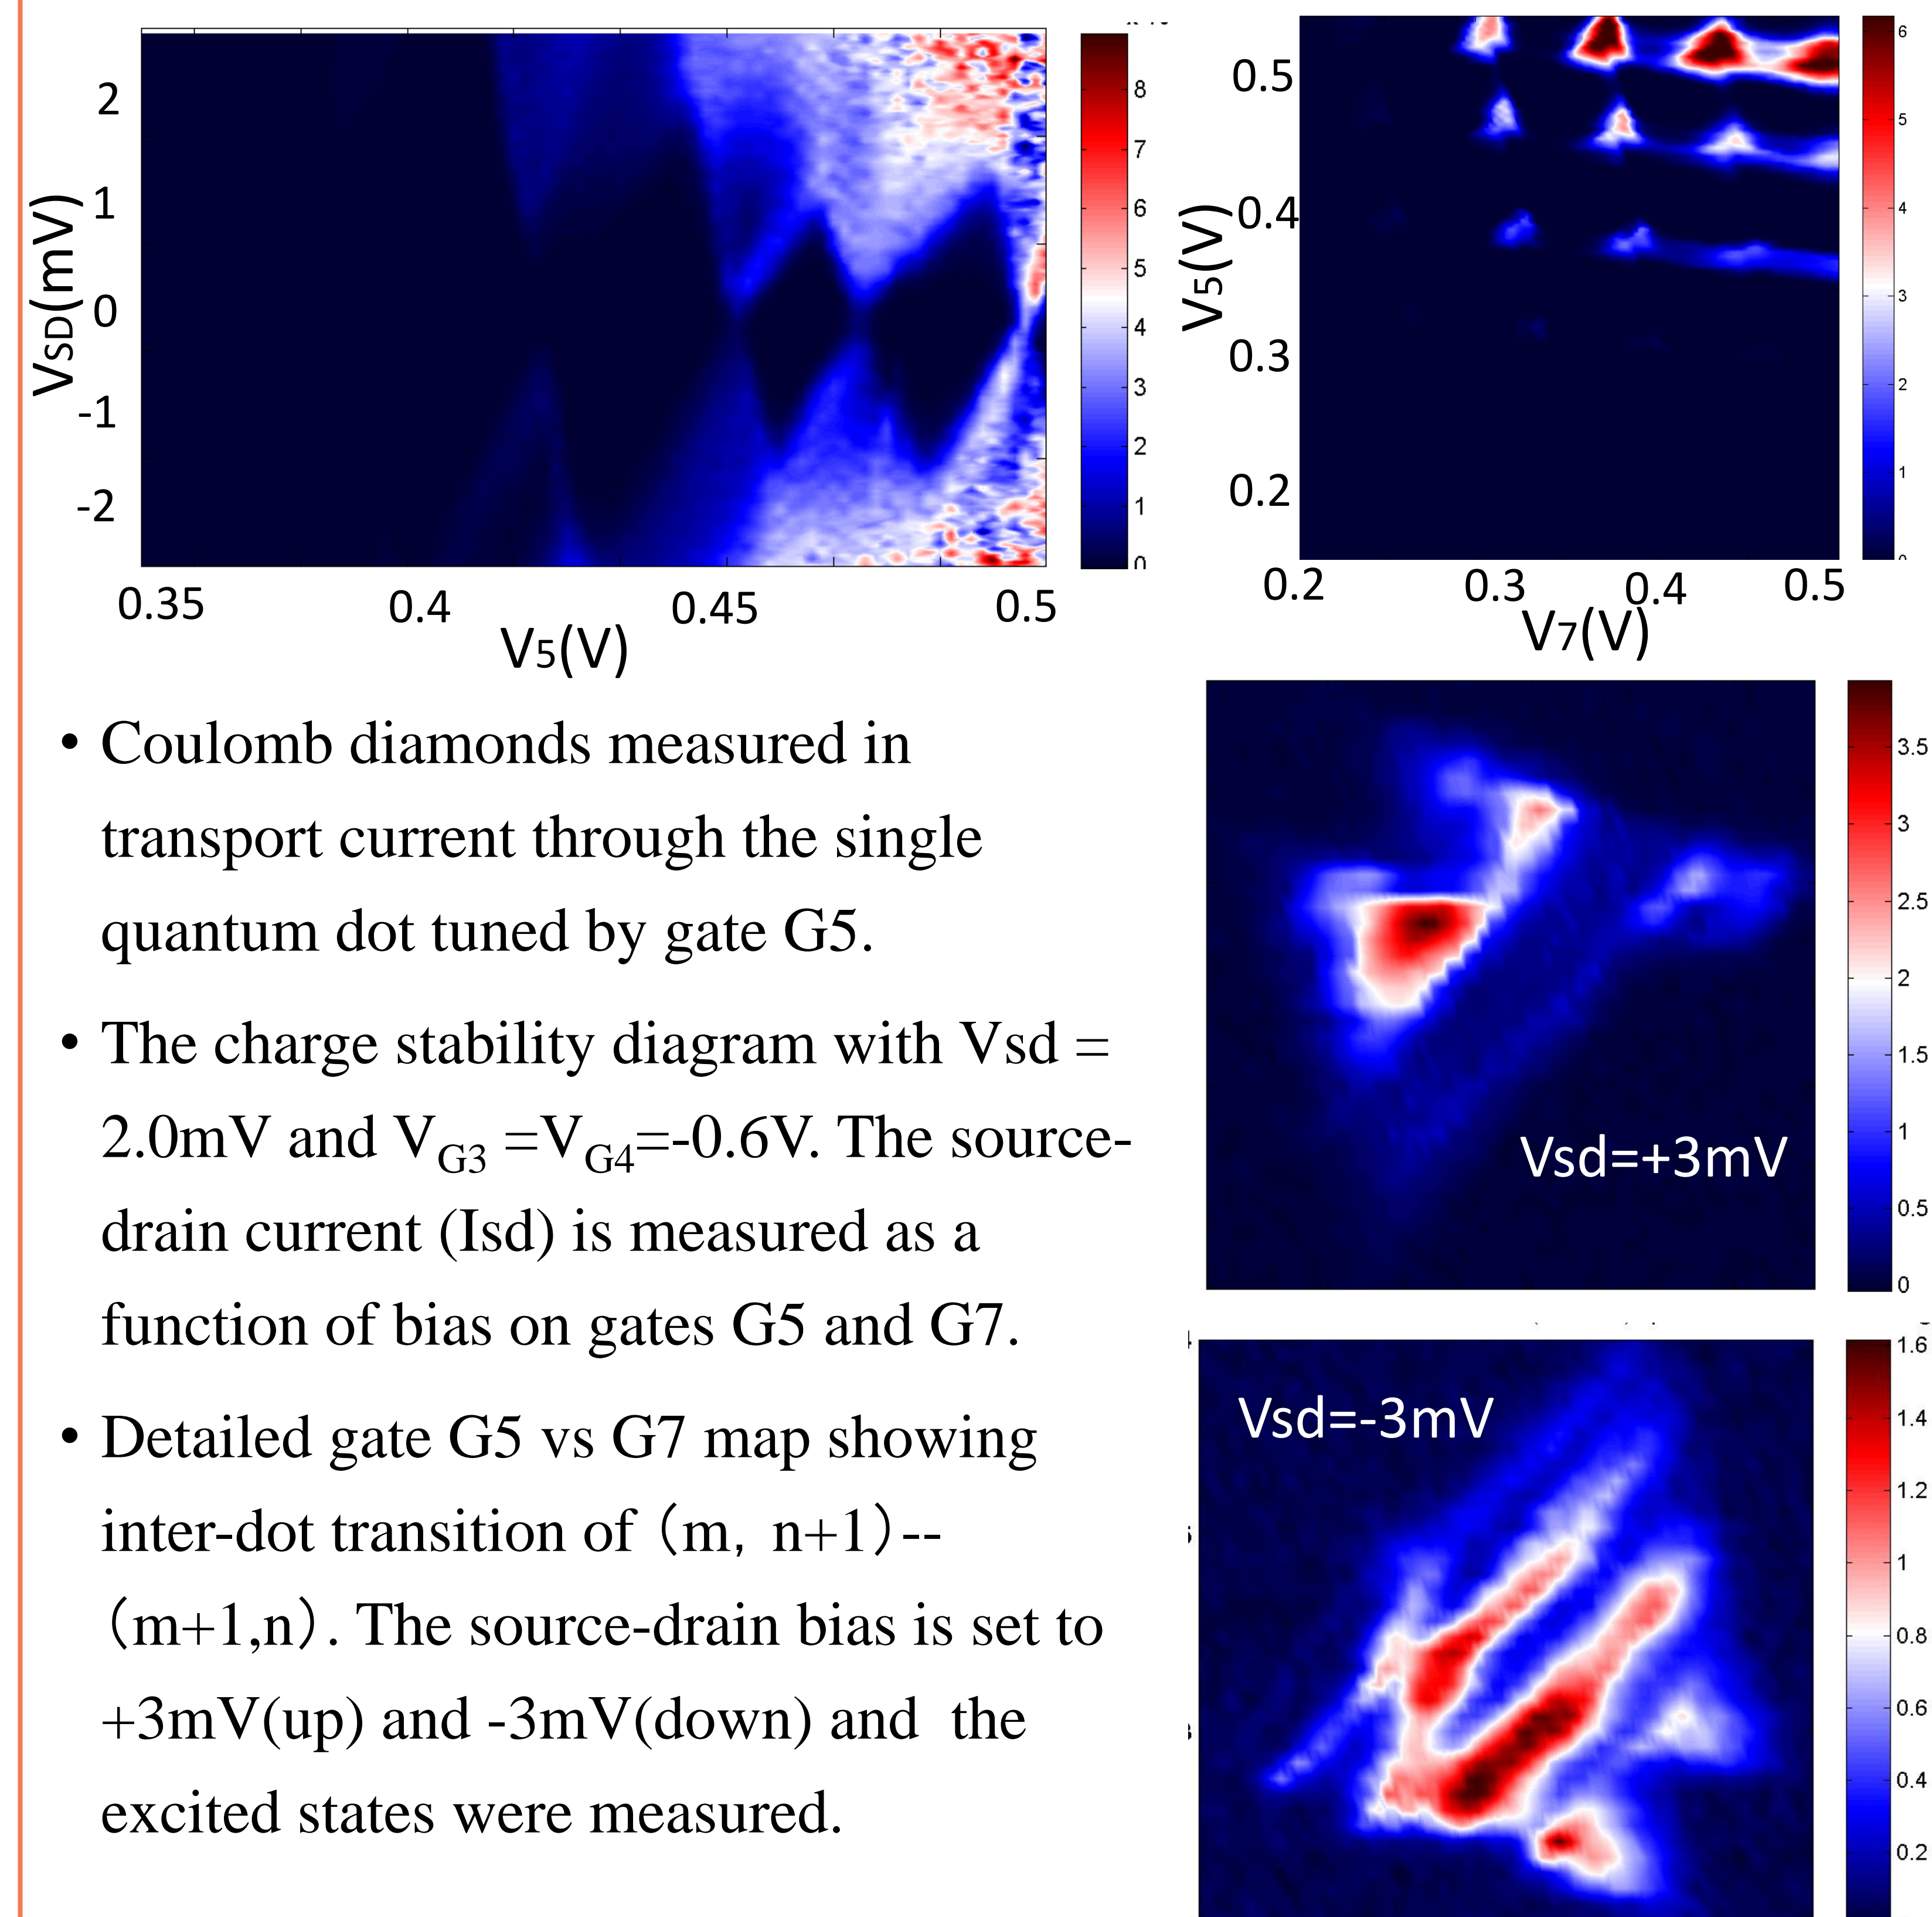 2
1
0
-1
-2
VSD(mV)
0.35
0.4
0.45
0.5
V5(V)
8
7
6
5
4
3
2
1
0.5
0.4
0.3
0.2
V5(V)
0.2
0.3
0.4
0.5
V7(V)
6
5
4
3
2
1
• Coulomb diamonds measured in
transport current through the single
quantum dot tuned by gate G5.
• The charge stability diagram with Vsd =
2.0mV and VG3 =VG4=-0.6V. The source-
drain current (Isd) is measured as a
function of bias on gates G5 and G7.
• Detailed gate G5 vs G7 map showing
inter-dot transition of（m，n+1）--
（m+1,n）. The source-drain bias is set to
+3mV(up) and -3mV(down) and the
excited states were measured.
Vsd=+3mV
3.5
3
2.5
2
1.5
1
0.5
0
Vsd=-3mV
1.6
1.4
1.2
1
0.8
0.6
0.4
0.2